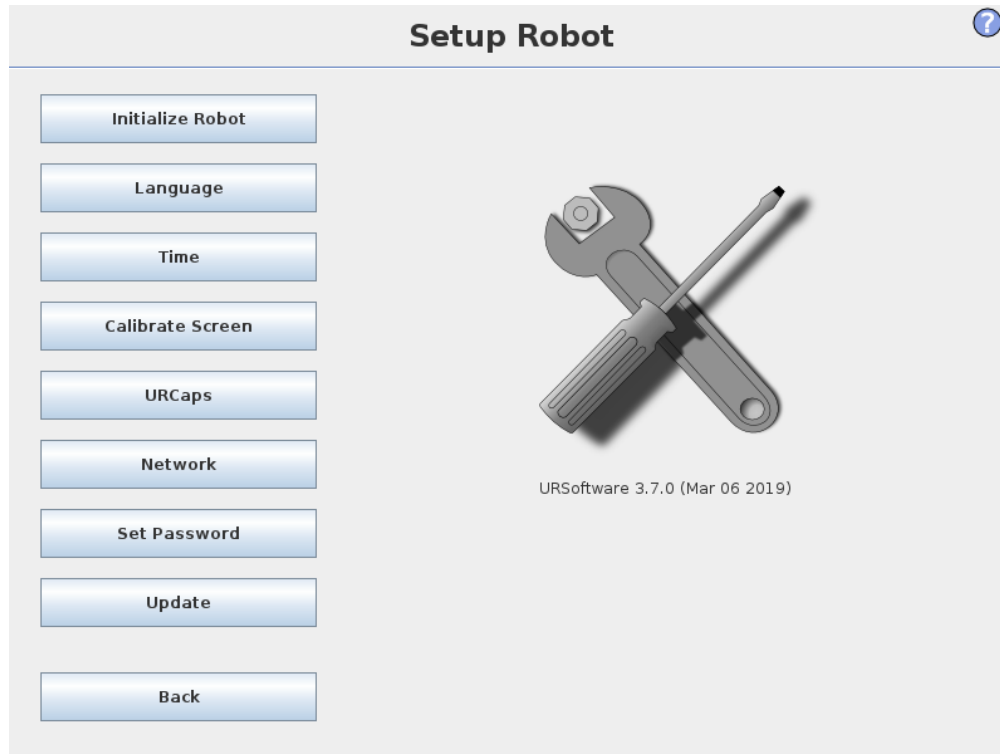 Setup Robot
?
Initialize Robot
Language
Time
Calibrate Screen
URCaps
Network
Set Password
Update
Back
URSoftware 3.7.0 (Mar 06 2019)